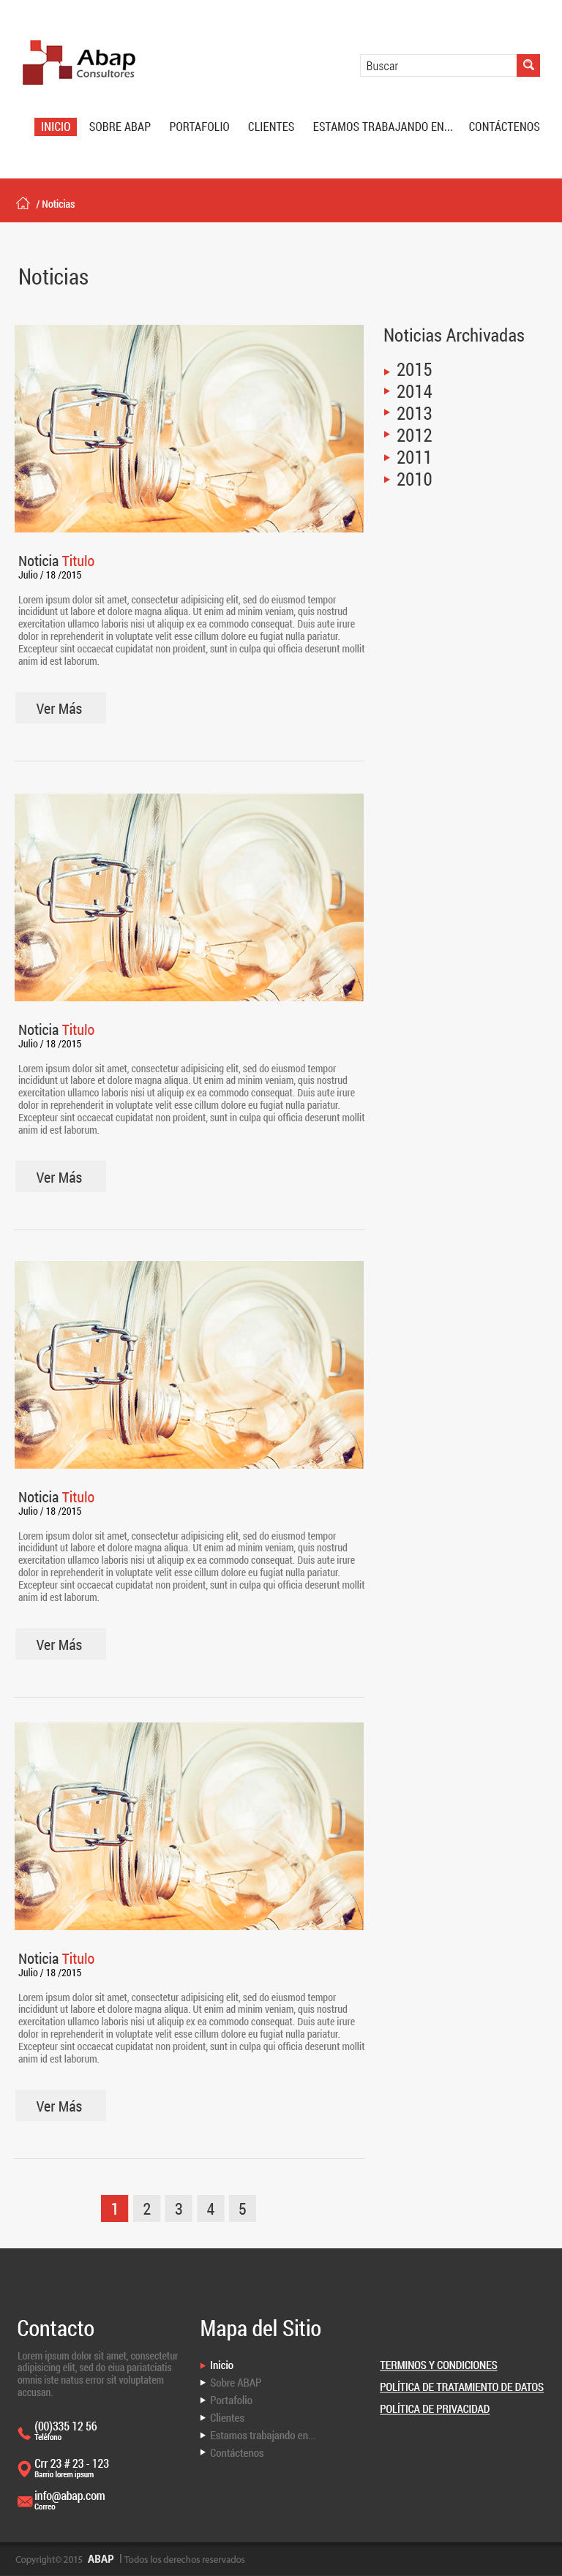 Abap
Consultores
Buscar
INICIO SOBRE ABAP PORTAFOLIO CLIENTES ESTAMOS TRABAJANDO EN... CONTÁCTENOS
/ Noticias
Noticias
Noticia Titulo
Julio / 18 /2015
Lorem ipsum dolor sit amet, consectetur adipisicing elit, sed do eiusmod tempor
incididunt ut labore et dolore magna aliqua. Ut enim ad minim veniam, quis nostrud
exercitation ullamco laboris nisi ut aliquip ex ea commodo consequat. Duis aute irure
dolor in reprehenderit in voluptate velit esse cillum dolore eu fugiat nulla pariatur.
Excepteur sint occaecat cupidatat non proident, sunt in culpa qui officia deserunt mollit
anim id est laborum.
Ver Más
Noticia Titulo
Julio / 18 /2015
Lorem ipsum dolor sit amet, consectetur adipisicing elit, sed do eiusmod tempor
incididunt ut labore et dolore magna aliqua. Ut enim ad minim veniam, quis nostrud
exercitation ullamco laboris nisi ut aliquip ex ea commodo consequat. Duis aute irure
dolor in reprehenderit in voluptate velit esse cillum dolore eu fugiat nulla pariatur.
Excepteur sint occaecat cupidatat non proident, sunt in culpa qui officia deserunt mollit
anim id est laborum.
Ver Más
Noticia Titulo
Julio / 18 /2015
Lorem ipsum dolor sit amet, consectetur adipisicing elit, sed do eiusmod tempor
incididunt ut labore et dolore magna aliqua. Ut enim ad minim veniam, quis nostrud
exercitation ullamco laboris nisi ut aliquip ex ea commodo consequat. Duis aute irure
dolor in reprehenderit in voluptate velit esse cillum dolore eu fugiat nulla pariatur.
Excepteur sint occaecat cupidatat non proident, sunt in culpa qui officia deserunt mollit
anim id est laborum.
Ver Más
Noticia Titulo
Julio / 18 /2015
Lorem ipsum dolor sit amet, consectetur adipisicing elit, sed do eiusmod tempor
incididunt ut labore et dolore magna aliqua. Ut enim ad minim veniam, quis nostrud
exercitation ullamco laboris nisi ut aliquip ex ea commodo consequat. Duis aute irure
dolor in reprehenderit in voluptate velit esse cillum dolore eu fugiat nulla pariatur.
Excepteur sint occaecat cupidatat non proident, sunt in culpa qui officia deserunt mollit
anim id est laborum.
Ver Más
1 2 3 4 5
Noticias Archivadas
2015
2014
2013
2012
2011
2010
Contacto
Lorem ipsum dolor sit amet, consectetur
adipisicing elit, sed do eiua pariatciatis
omnis iste natus error sit voluptatem
accusan.
(00)335 12 56
Teléfono
Crr 23 # 23 - 123
Barrio lorem ipsum
info@abap.com
Correo
Mapa del Sitio
Inicio
Sobre ABAP
Portafolio
Clientes
Estamos trabajando en...
Contáctenos
TERMINOS Y CONDICIONES
POLÍTICA DE TRATAMIENTO DE DATOS
POLÍTICA DE PRIVACIDAD
Copyright© 2015 ABAP | Todos los derechos reservados